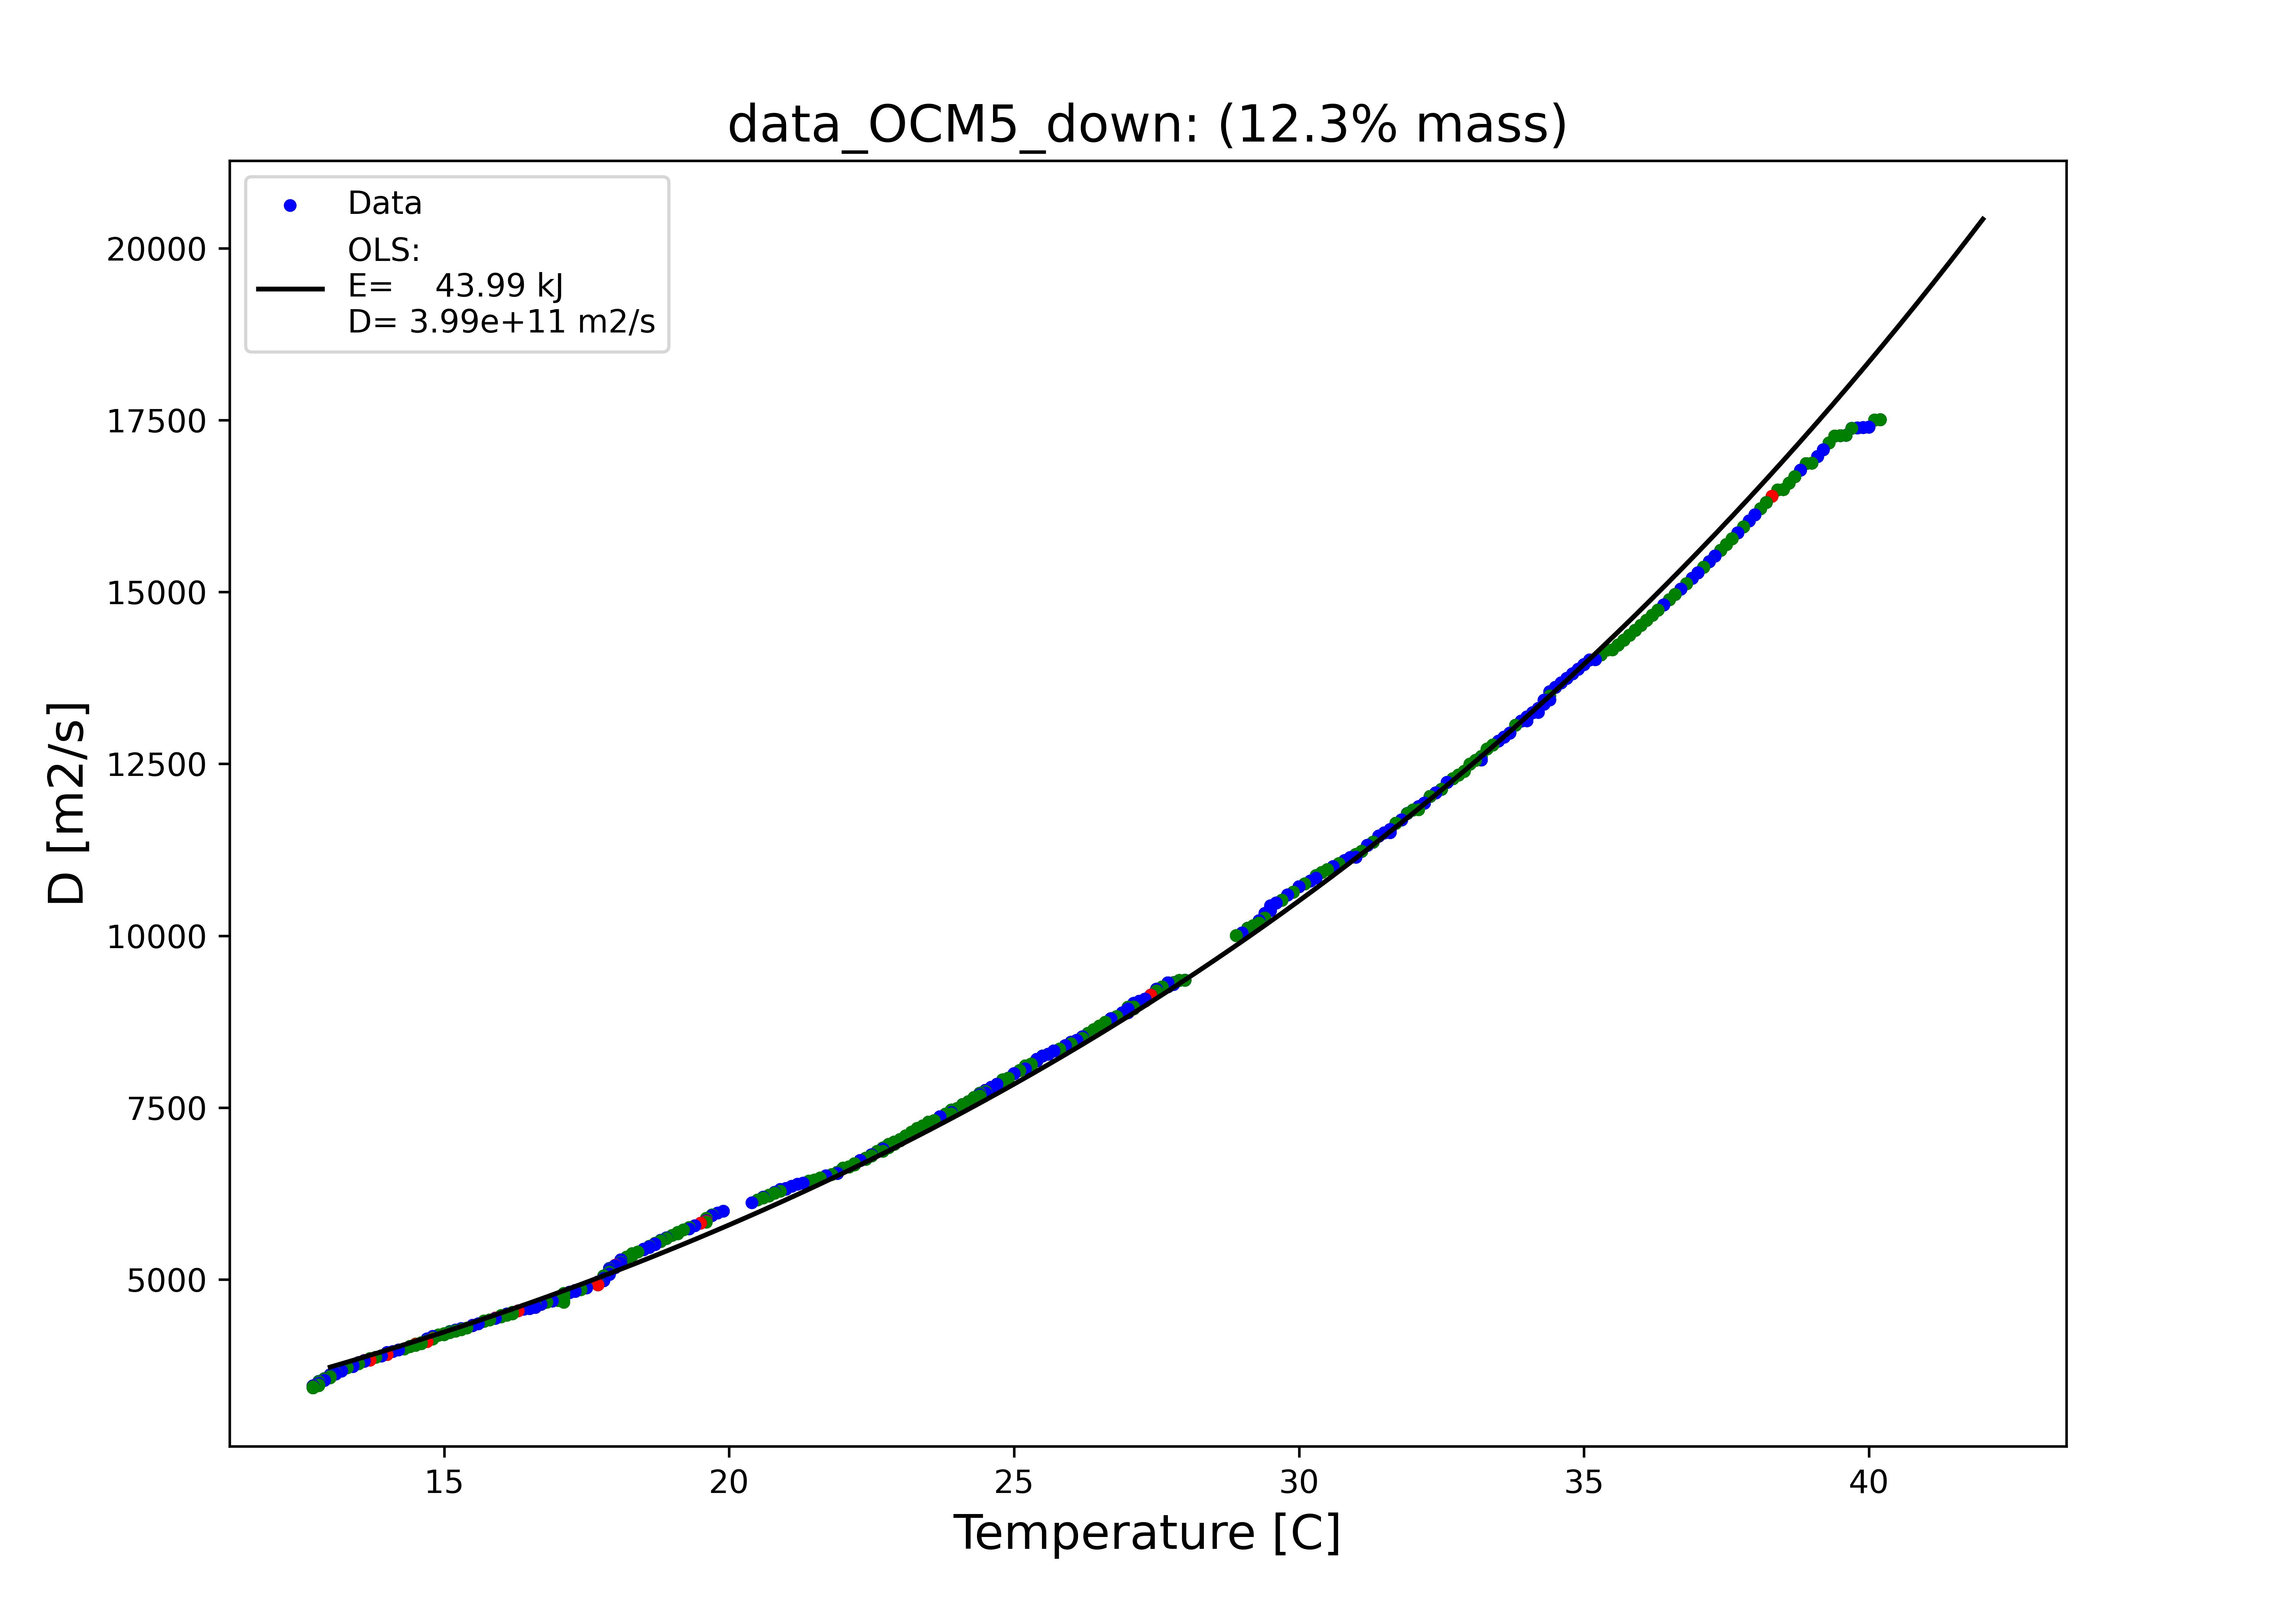 data_OCM5_down: (12.3% mass)
Data
OLS:
E=    43.99 kJ
D= 3.99e+11 m2/s
20000
17500
15000
12500
10000
7500
5000
D [m2/s]
15 20 25 30 35 40
Temperature [C]